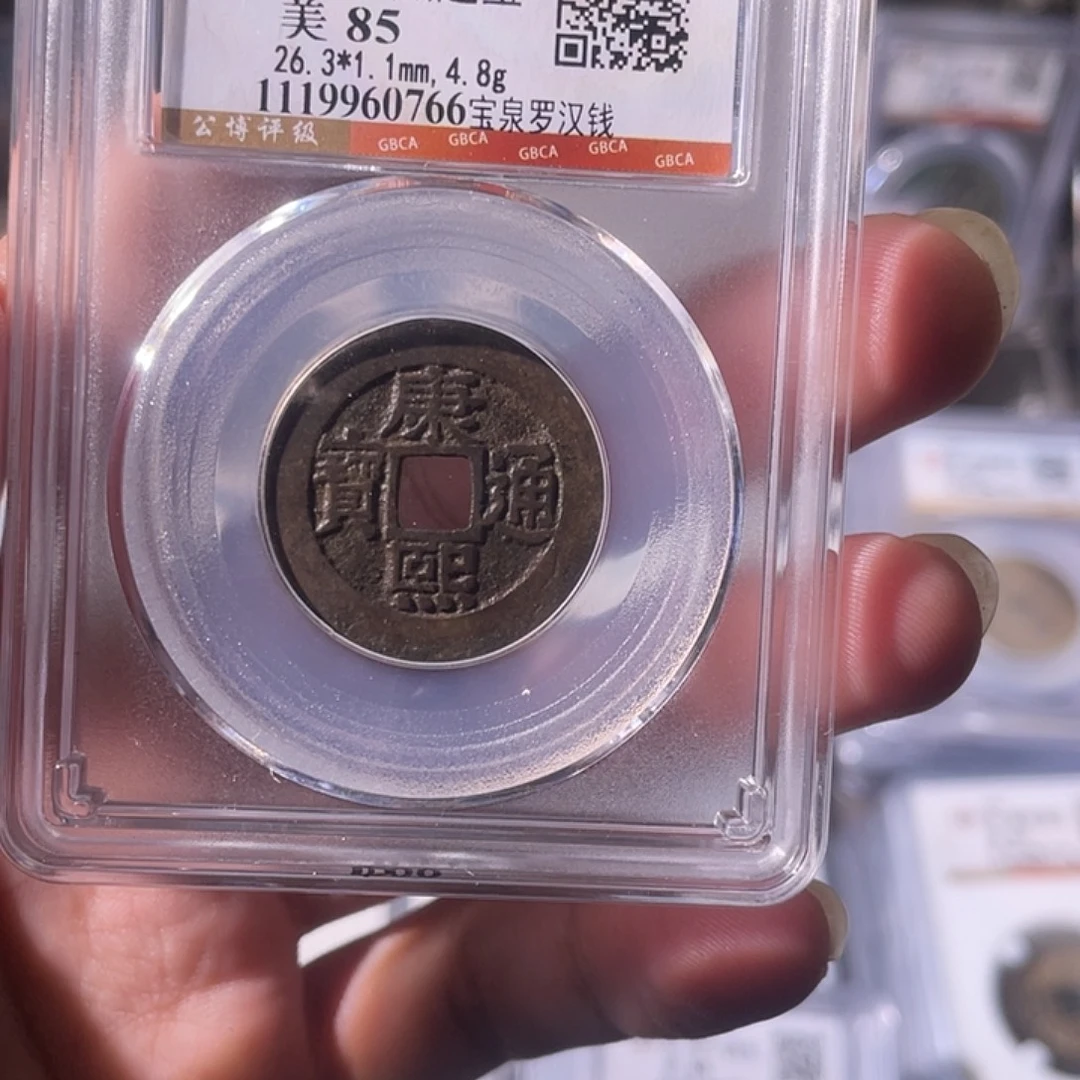 美 85
26.3*1.1mm, 4.8g
1119960766宝泉罗汉钱
公博评级 GBCA GBCA GBCA GBCA GBCA
康
寶 通
熙